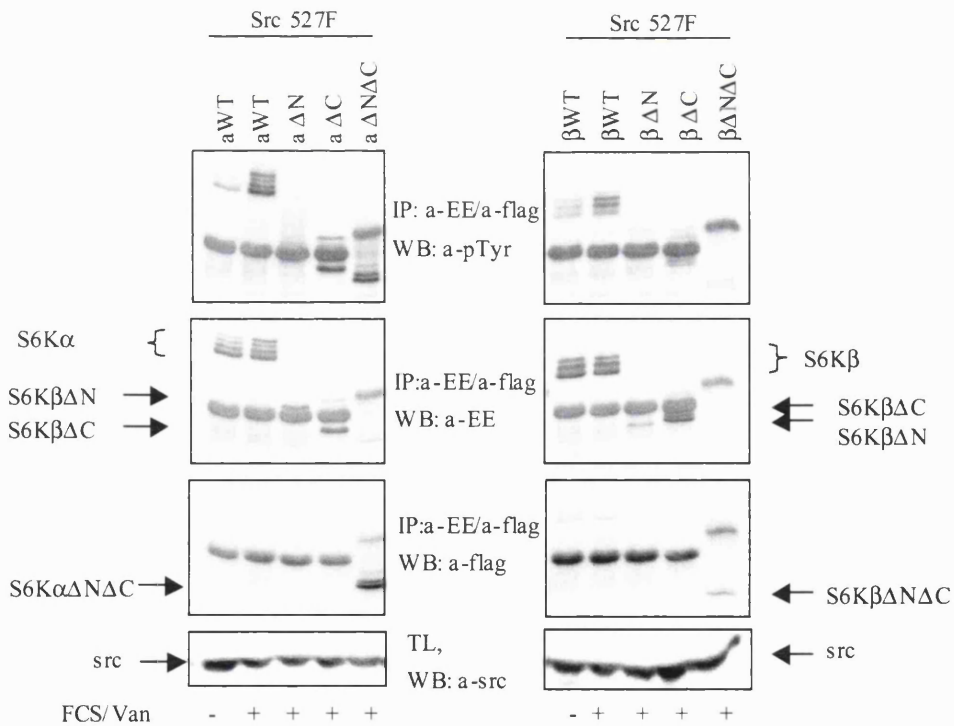 Src 527F
Src 527F
aWT
aWT
a ΔN
a ΔC
a ΔNΔC
βWT
βWT
β ΔN
β ΔC
βΔNΔC
IP: a-EE/a-flag
WB: a-pTyr
S6Kα
S6KβΔN
S6KβΔC
IP:a-EE/a-flag
WB: a-EE
S6Kβ
S6KβΔC
S6KβΔN
IP:a-EE/a-flag
WB: a-flag
S6KαΔNΔC
S6KβΔNΔC
src
TL,
WB: a-src
src
FCS/Van - + + + + - + + + +